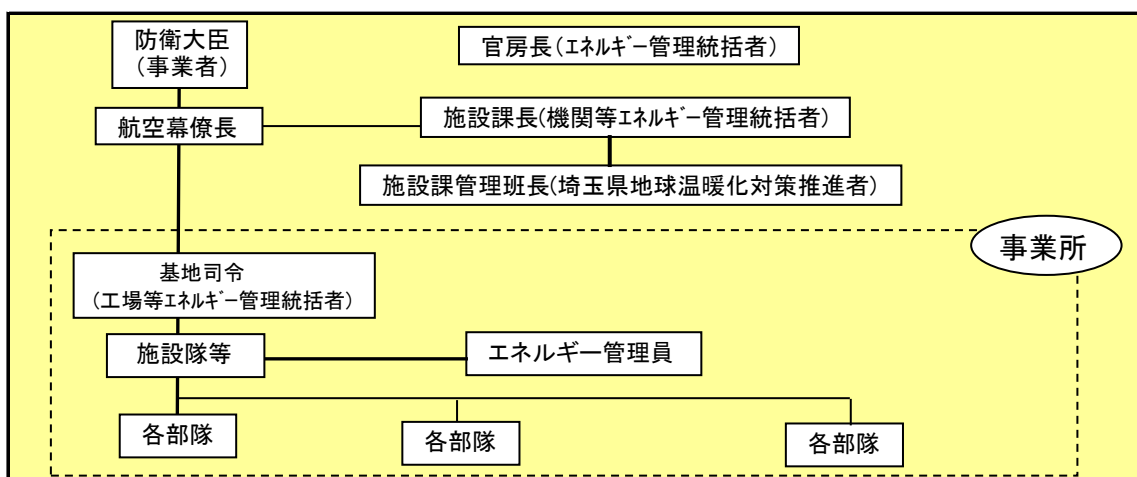 防衛大臣
(事業者)
官房長(ｴﾈﾙｷﾞｰ管理統括者)
航空幕僚長
施設課長(機関等ｴﾈﾙｷﾞｰ管理統括者)
施設課管理班長(埼玉県地球温暖化対策推進者)
事業所
基地司令
(工場等ｴﾈﾙｷﾞｰ管理統括者)
施設隊等
エネルギー管理員
各部隊
各部隊
各部隊